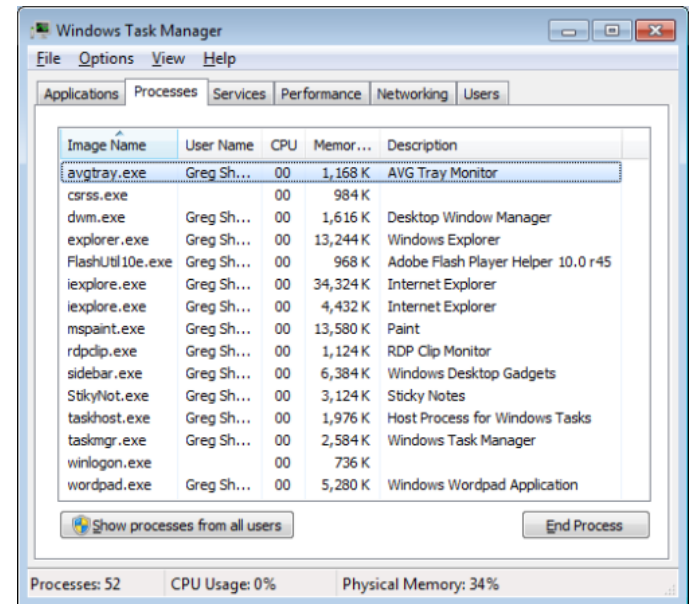 Windows Task Manager
File Options View Help
Applications Processes Services Performance Networking Users
Image Name User Name CPU Memor... Description
avgtray.exe Greg Sh... 00 1,168 K AVG Tray Monitor
csrss.exe 00 984 K
dwm.exe Greg Sh... 00 1,616 K Desktop Window Manager
explorer.exe Greg Sh... 00 13,244 K Windows Explorer
FlashUtil10e.exe Greg Sh... 00 968 K Adobe Flash Player Helper 10.0 r45
iexplore.exe Greg Sh... 00 34,324 K Internet Explorer
iexplore.exe Greg Sh... 00 4,432 K Internet Explorer
mspaint.exe Greg Sh... 00 13,580 K Paint
rdpclip.exe Greg Sh... 00 1,124 K RDP Clip Monitor
sidebar.exe Greg Sh... 00 6,384 K Windows Desktop Gadgets
StikyNot.exe Greg Sh... 00 3,124 K Sticky Notes
taskhost.exe Greg Sh... 00 1,976 K Host Process for Windows Tasks
taskmgr.exe Greg Sh... 00 2,584 K Windows Task Manager
winlogon.exe 00 736 K
wordpad.exe Greg Sh... 00 5,280 K Windows Wordpad Application
Show processes from all users End Process
Processes: 52 CPU Usage: 0% Physical Memory: 34%